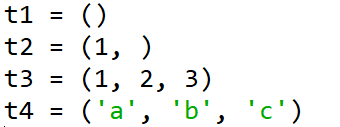 t1 = ()
t2 = (1, )
t3 = (1, 2, 3)
t4 = ('a', 'b', 'c')